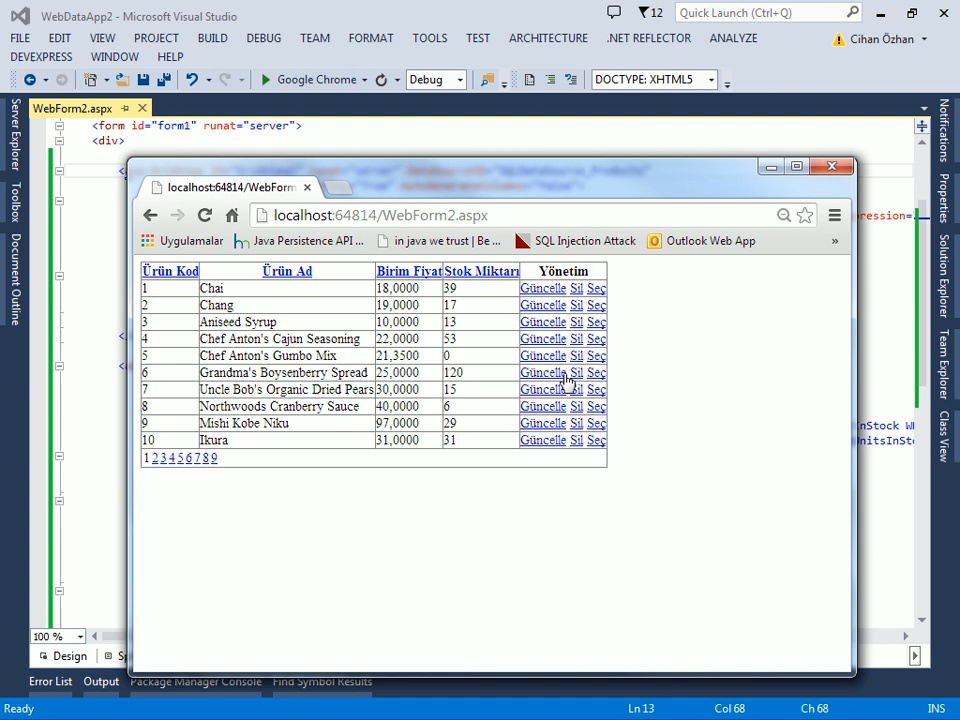 WebDataApp2 - Microsoft Visual Studio
12
Quick Launch (Ctrl+Q)
FILE EDIT VIEW PROJECT BUILD DEBUG TEAM FORMAT TOOLS TEST ARCHITECTURE .NET REFLECTOR ANALYZE
Cihan Özhan
DEVEXPRESS WINDOW HELP
Google Chrome
Debug
DOCTYPE: XHTML5
WebForm2.aspx
Server Explorer
Toolbox
Document Outline
<form id="form1" runat="server">
<div>
localhost:64814/WebForm
localhost:64814/WebForm2.aspx
Uygulamalar
Java Persistence API ...
in java we trust | Be ...
SQL Injection Attack
Outlook Web App
»
Ürün Kod Ürün Ad Birim Fiyat Stok Miktarı Yönetim
1 Chai 18,0000 39 Güncelle Sil Seç
2 Chang 19,0000 17 Güncelle Sil Seç
3 Aniseed Syrup 10,0000 13 Güncelle Sil Seç
4 Chef Anton's Cajun Seasoning 22,0000 53 Güncelle Sil Seç
5 Chef Anton's Gumbo Mix 21,3500 0 Güncelle Sil Seç
6 Grandma's Boysenberry Spread 25,0000 120 Güncelle Sil Seç
7 Uncle Bob's Organic Dried Pears 30,0000 15 Güncelle Sil Seç
8 Northwoods Cranberry Sauce 40,0000 6 Güncelle Sil Seç
9 Mishi Kobe Niku 97,0000 29 Güncelle Sil Seç
10 Ikura 31,0000 31 Güncelle Sil Seç
1 2 3 4 5 6 7 8 9
pression=
InStock W
UnitsInSto
Notifications
Properties
Solution Explorer
Team Explorer
Class View
100 %
Design
Sp
Error List Output Package Manager Console Find Symbol Results
Ready
Ln 13
Col 68
Ch 68
INS